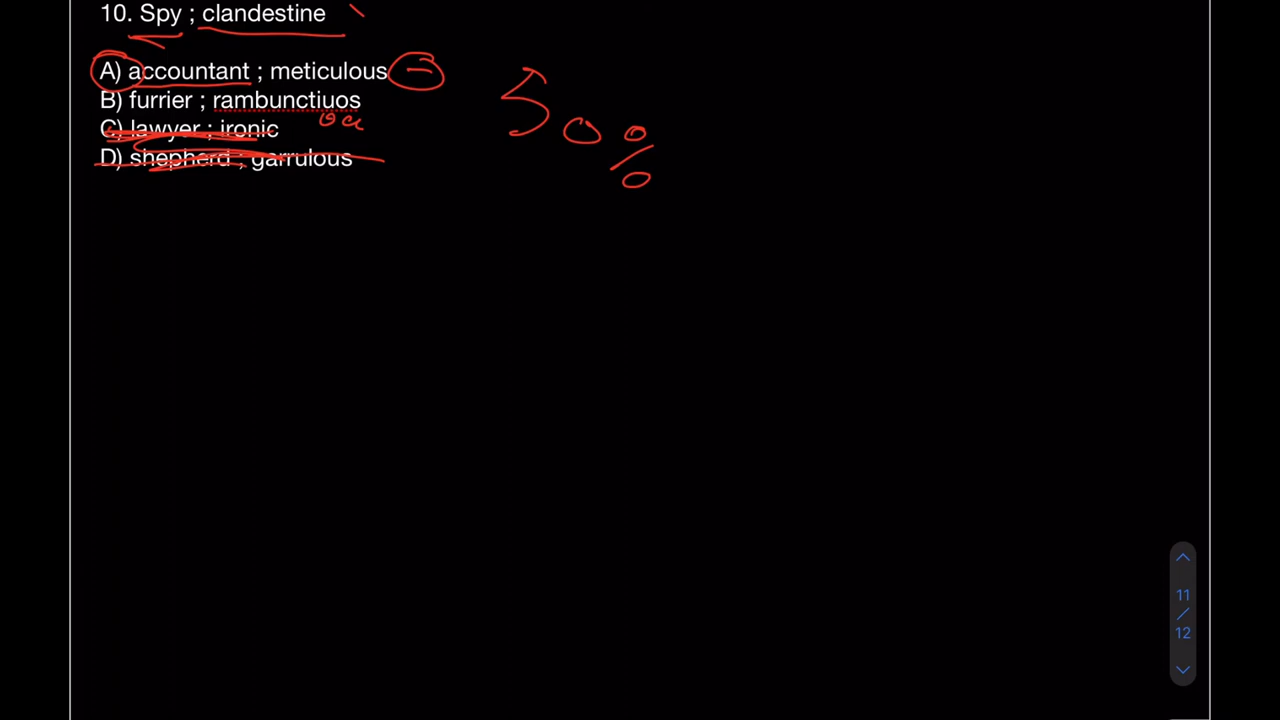 10. Spy ; clandestine
A) accountant ; meticulous
B) furrier ; rambunctiuos
C) lawyer ; ironic
D) shepherd ; garrulous
50%
11
/
12